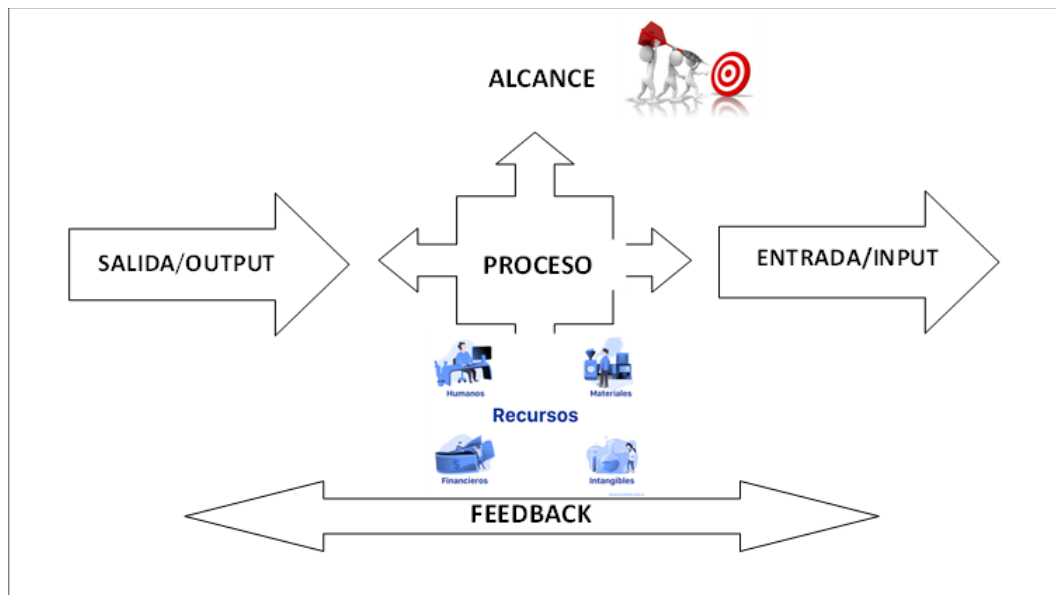 ALCANCE
SALIDA/OUTPUT
PROCESO
ENTRADA/INPUT
Humanos
Materiales
Recursos
Financieros
Intangibles
FEEDBACK